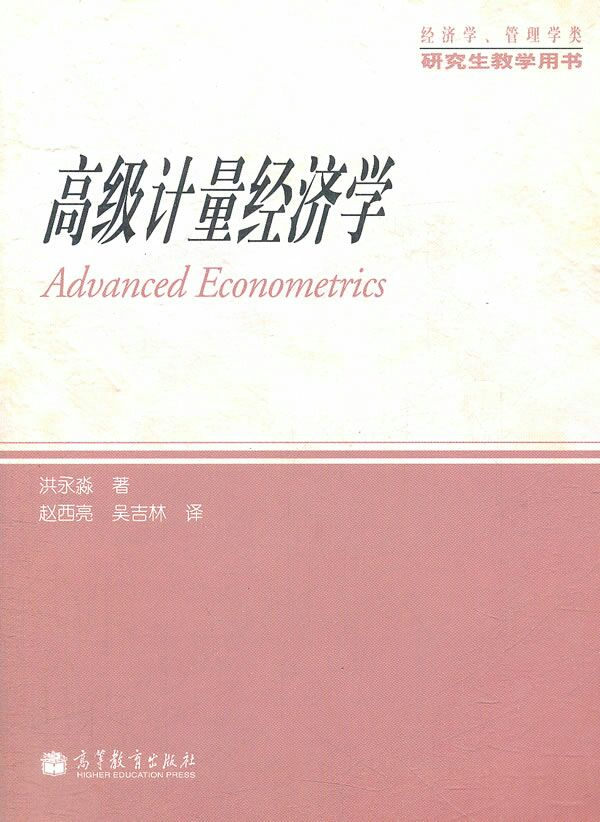 经济学、管理学类
研究生教学用书
高级计量经济学
Advanced Econometrics
洪永淼 著
赵西亮 吴吉林 译
高等教育出版社
HIGHER EDUCATION PRESS